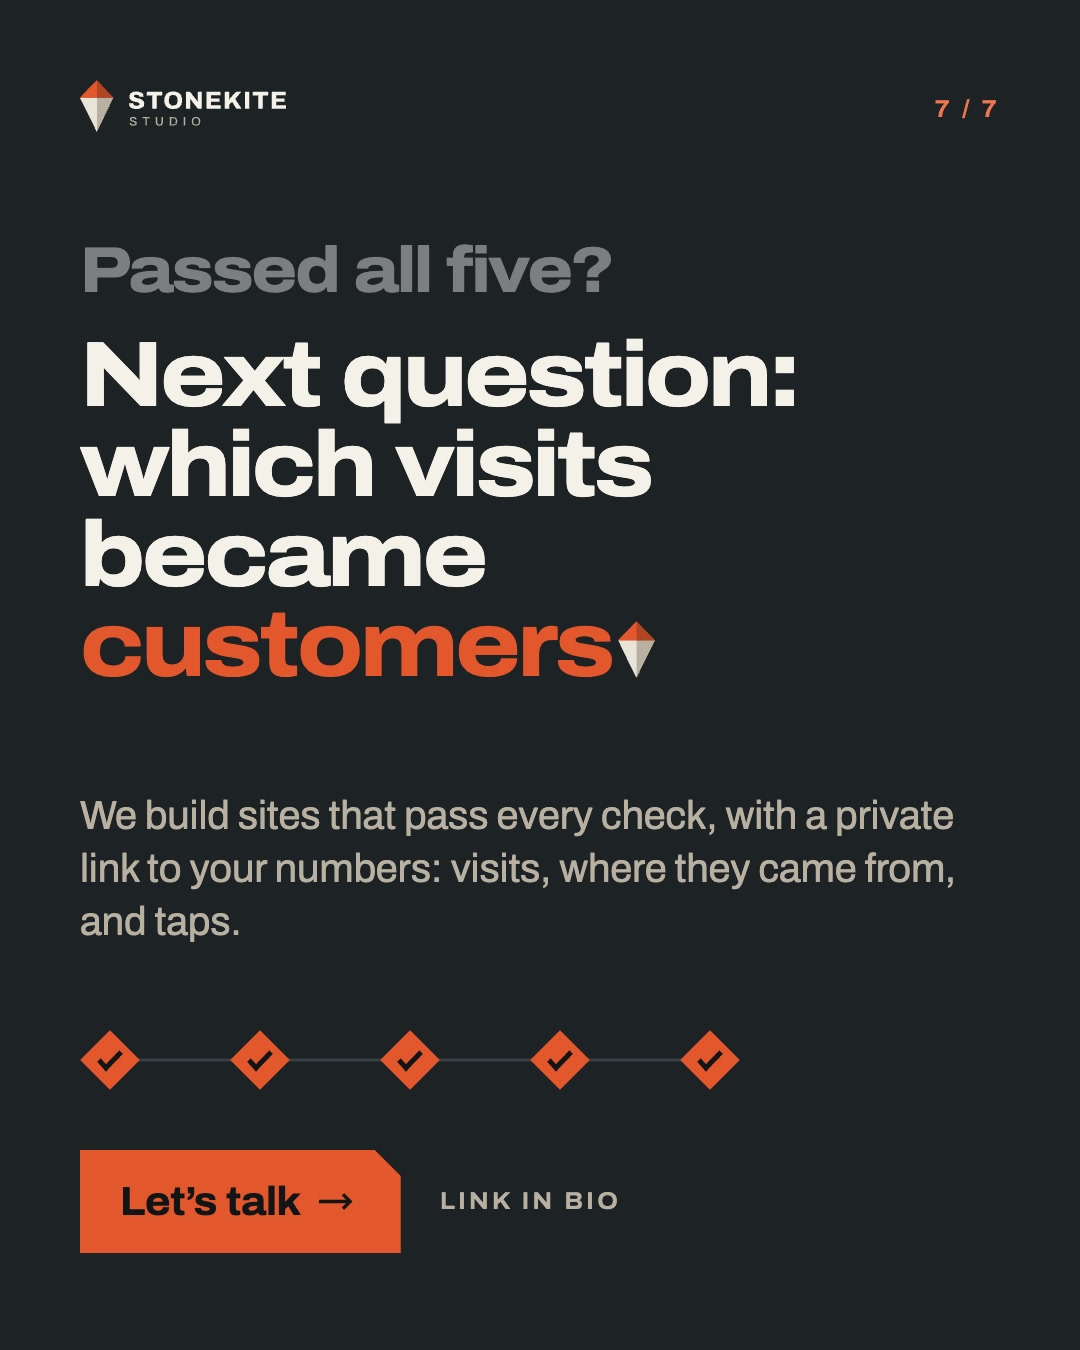 STONEKITE
STUDIO
7 / 7
Passed all five?
Next question:
which visits
became
customers
We build sites that pass every check, with a private
link to your numbers: visits, where they came from,
and taps.
Let’s talk →
LINK IN BIO